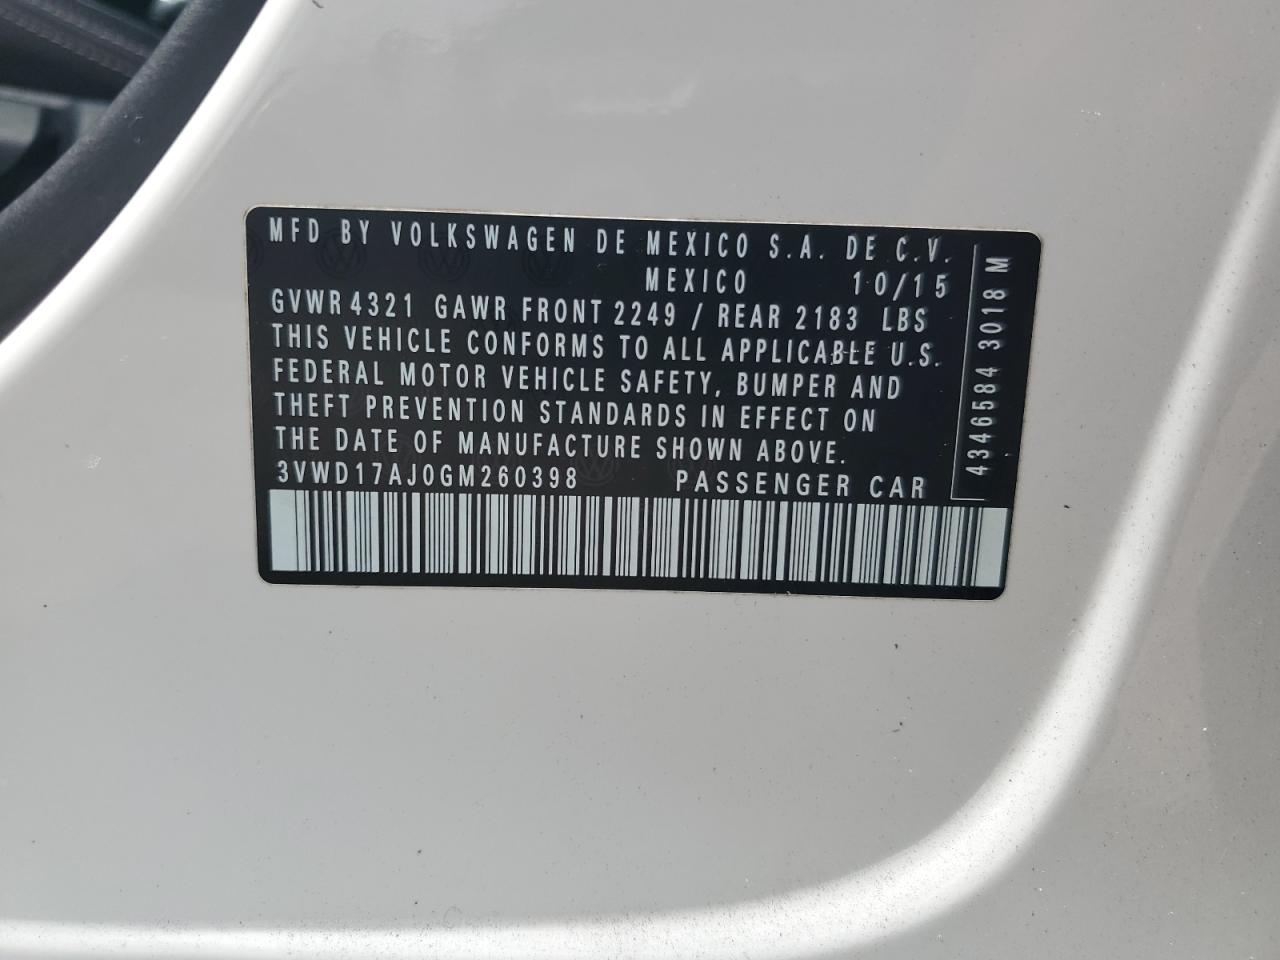 MFD BY VOLKSWAGEN DE MEXICO S.A. DE C.V.
MEXICO 10/15
GVWR 4321 GAWR FRONT 2249 / REAR 2183 LBS
THIS VEHICLE CONFORMS TO ALL APPLICABLE U.S.
FEDERAL MOTOR VEHICLE SAFETY, BUMPER AND
THEFT PREVENTION STANDARDS IN EFFECT ON
THE DATE OF MANUFACTURE SHOWN ABOVE.
3VWD17AJ0GM260398 PASSENGER CAR
4346584 3018 M